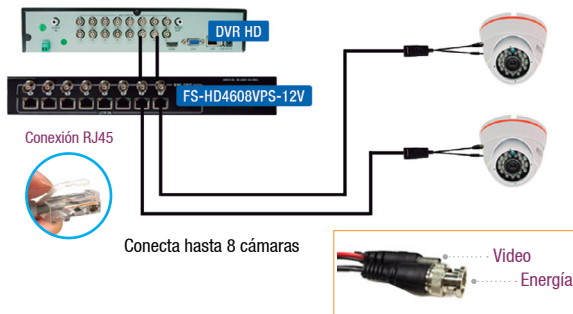 DVR HD
FS-HD4608VPS-12V
Conexión RJ45
Conecta hasta 8 cámaras
Video
Energía